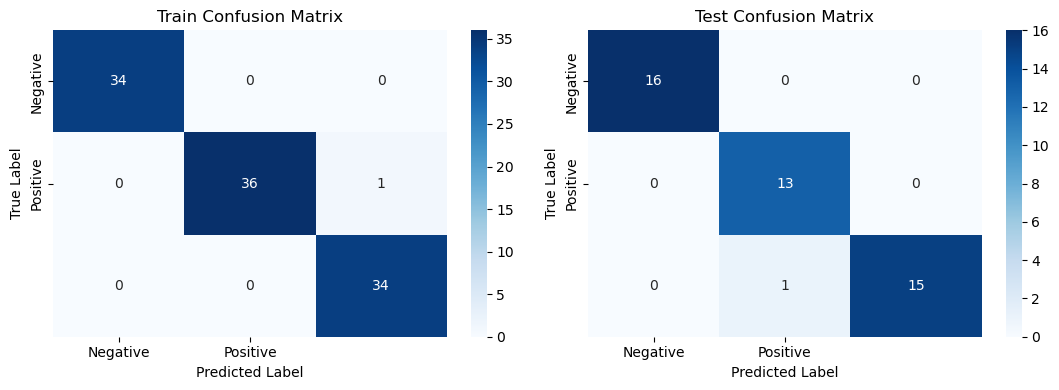 Train Confusion Matrix
True Label
Negative
Positive
34 0 0
0 36 1
0 0 34
Negative Positive
Predicted Label
35
30
25
20
15
10
5
0
Test Confusion Matrix
True Label
Negative
Positive
16 0 0
0 13 0
0 1 15
Negative Positive
Predicted Label
16
14
12
10
8
6
4
2
0